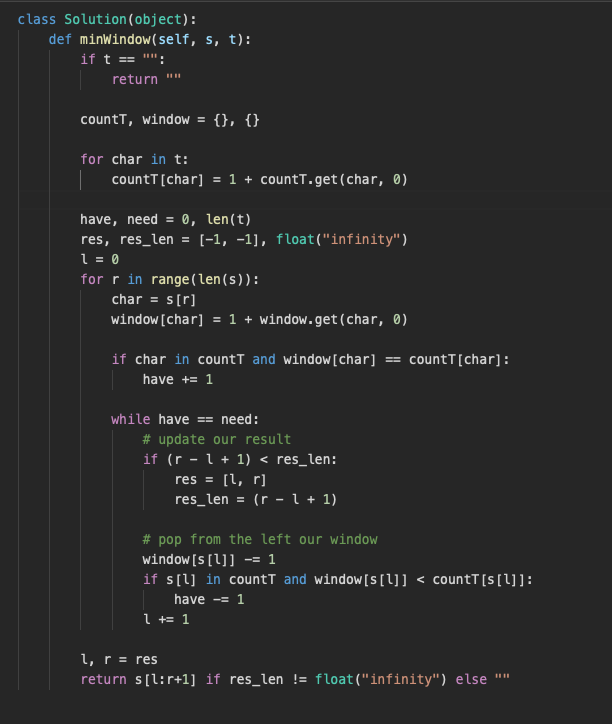 class Solution(object):
    def minWindow(self, s, t):
        if t == "":
            return ""

        countT, window = {}, {}

        for char in t:
            countT[char] = 1 + countT.get(char, 0)

        have, need = 0, len(t)
        res, res_len = [-1, -1], float("infinity")
        l = 0
        for r in range(len(s)):
            char = s[r]
            window[char] = 1 + window.get(char, 0)

            if char in countT and window[char] == countT[char]:
                have += 1

            while have == need:
                # update our result
                if (r - l + 1) < res_len:
                    res = [l, r]
                    res_len = (r - l + 1)

                # pop from the left our window
                window[s[l]] -= 1
                if s[l] in countT and window[s[l]] < countT[s[l]]:
                    have -= 1
                l += 1

        l, r = res
        return s[l:r+1] if res_len != float("infinity") else ""